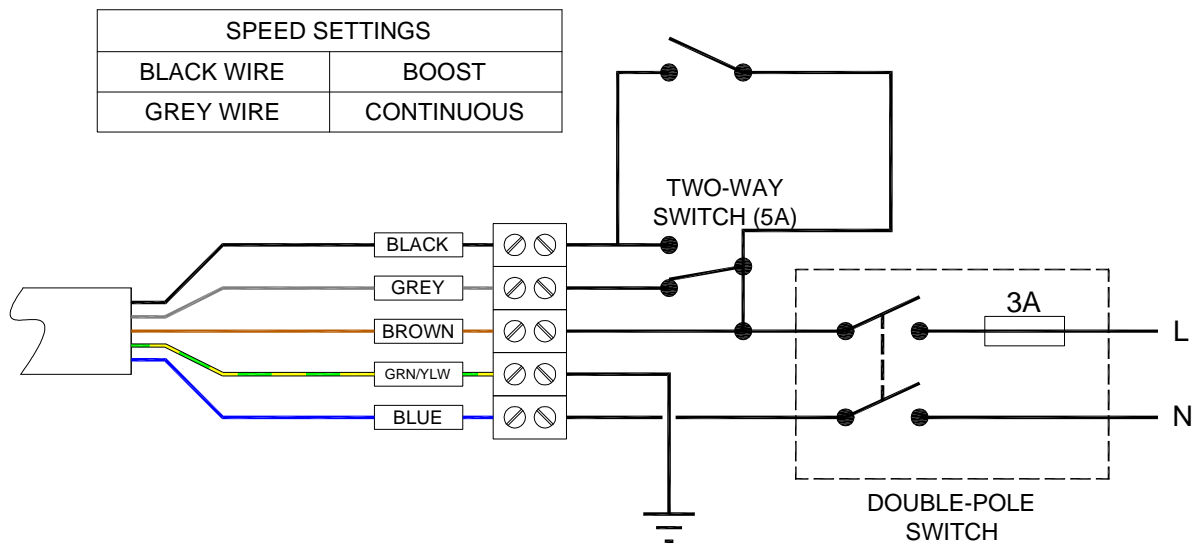 SPEED SETTINGS
BLACK WIRE BOOST
GREY WIRE CONTINUOUS
TWO-WAY
SWITCH (5A)
BLACK
GREY
BROWN
GRN/YLW
BLUE
3A
L
N
DOUBLE-POLE
SWITCH